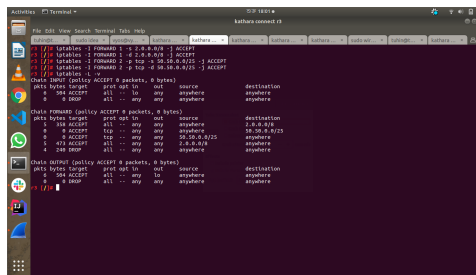 Activities Terminal 18:01
kathara connect r3
File Edit View Search Terminal Tabs Help
kathara ... kathara ... kathara ... kathara ... kathara ... kathara ...
r3 [/]# iptables -I FORWARD 1 -s 2.0.0.0/8 -j ACCEPT
r3 [/]# iptables -I FORWARD 1 -d 2.0.0.0/8 -j ACCEPT
r3 [/]# iptables -I FORWARD 2 -p tcp -s 50.50.0.0/25 -j ACCEPT
r3 [/]# iptables -I FORWARD 2 -p tcp -d 50.50.0.0/25 -j ACCEPT
r3 [/]# iptables -L -v
Chain INPUT (policy ACCEPT 0 packets, 0 bytes)
pkts bytes target prot opt in out source destination
6 504 ACCEPT all -- lo any anywhere anywhere
0 0 DROP all -- any any anywhere anywhere
Chain FORWARD (policy ACCEPT 0 packets, 0 bytes)
pkts bytes target prot opt in out source destination
5 358 ACCEPT all -- any any anywhere 2.0.0.0/8
0 0 ACCEPT tcp -- any any anywhere 50.50.0.0/25
0 0 ACCEPT tcp -- any any 50.50.0.0/25 anywhere
5 473 ACCEPT all -- any any 2.0.0.0/8 anywhere
4 240 DROP all -- any any anywhere anywhere
Chain OUTPUT (policy ACCEPT 0 packets, 0 bytes)
pkts bytes target prot opt in out source destination
6 504 ACCEPT all -- any lo anywhere anywhere
0 0 DROP all -- any any anywhere anywhere
r3 [/]#